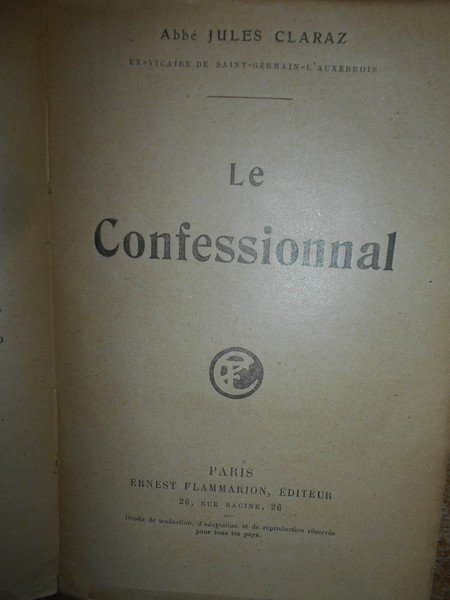 Abbé JULES CLARAZ
EX-VICAIRE DE SAINT-GERMAIN-L'AUXERROIS
Le
Confessionnal
PARIS
ERNEST FLAMMARION, ÉDITEUR
26, RUE RACINE, 26
Droits de traduction, d'adaptation et de reproduction réservés
pour tous les pays.